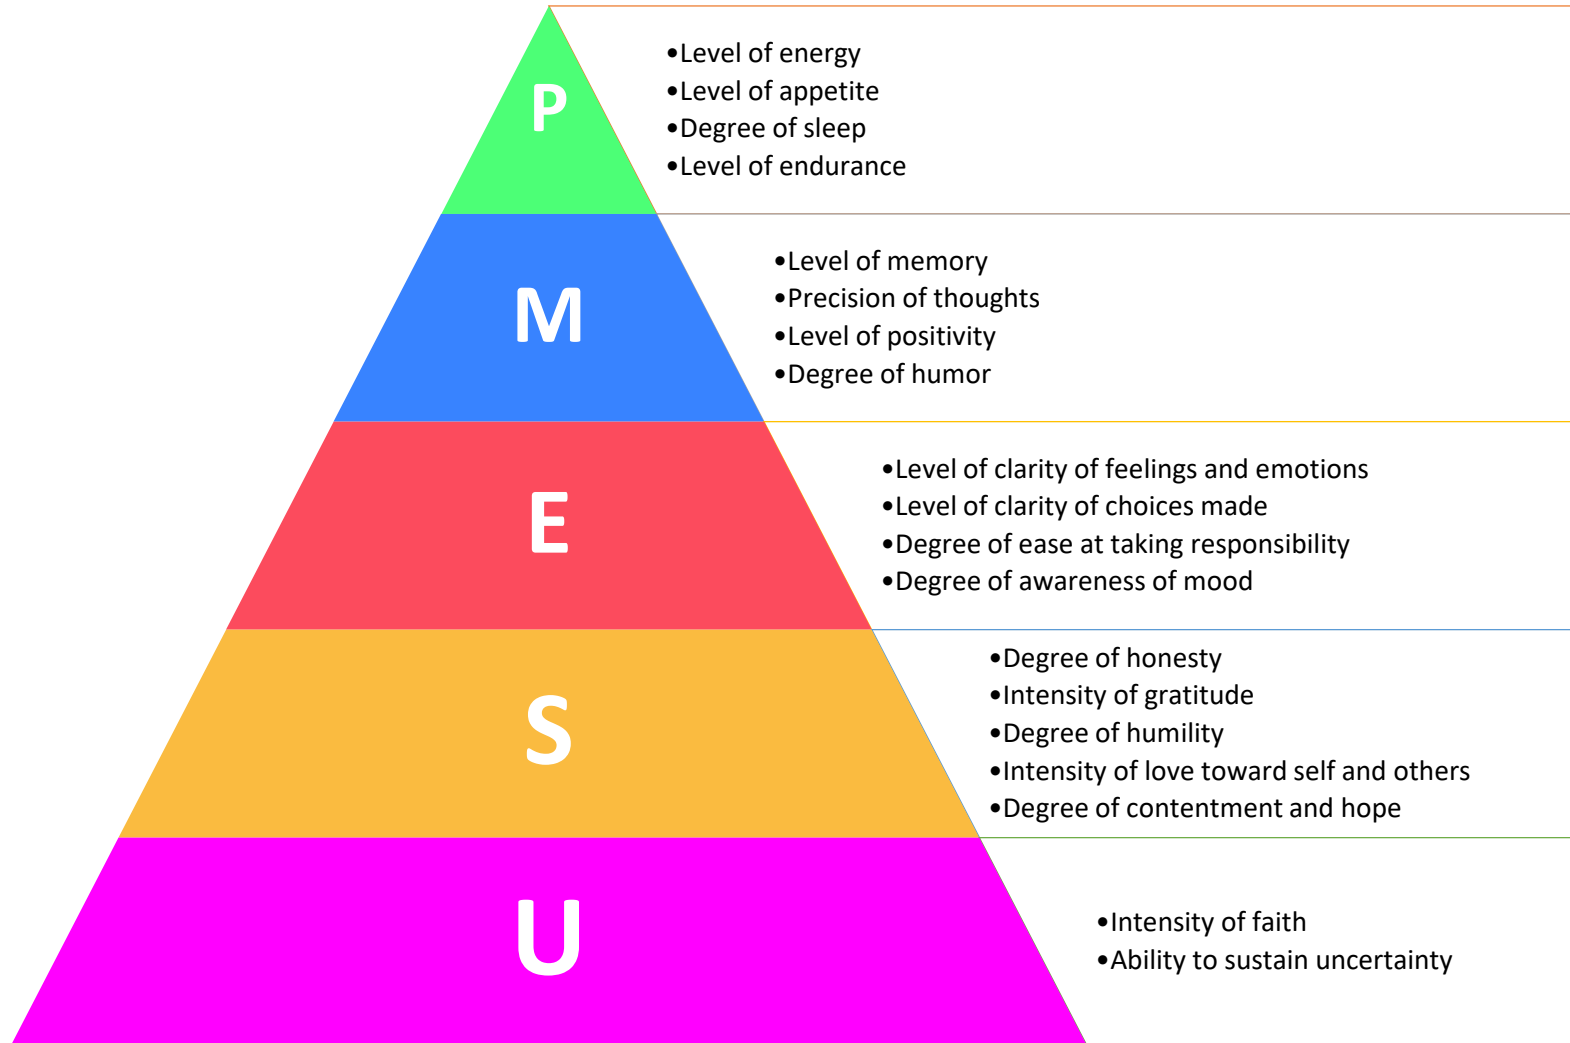 P
•Level of energy
•Level of appetite
•Degree of sleep
•Level of endurance
M
•Level of memory
•Precision of thoughts
•Level of positivity
•Degree of humor
E
•Level of clarity of feelings and emotions
•Level of clarity of choices made
•Degree of ease at taking responsibility
•Degree of awareness of mood
S
•Degree of honesty
•Intensity of gratitude
•Degree of humility
•Intensity of love toward self and others
•Degree of contentment and hope
U
•Intensity of faith
•Ability to sustain uncertainty